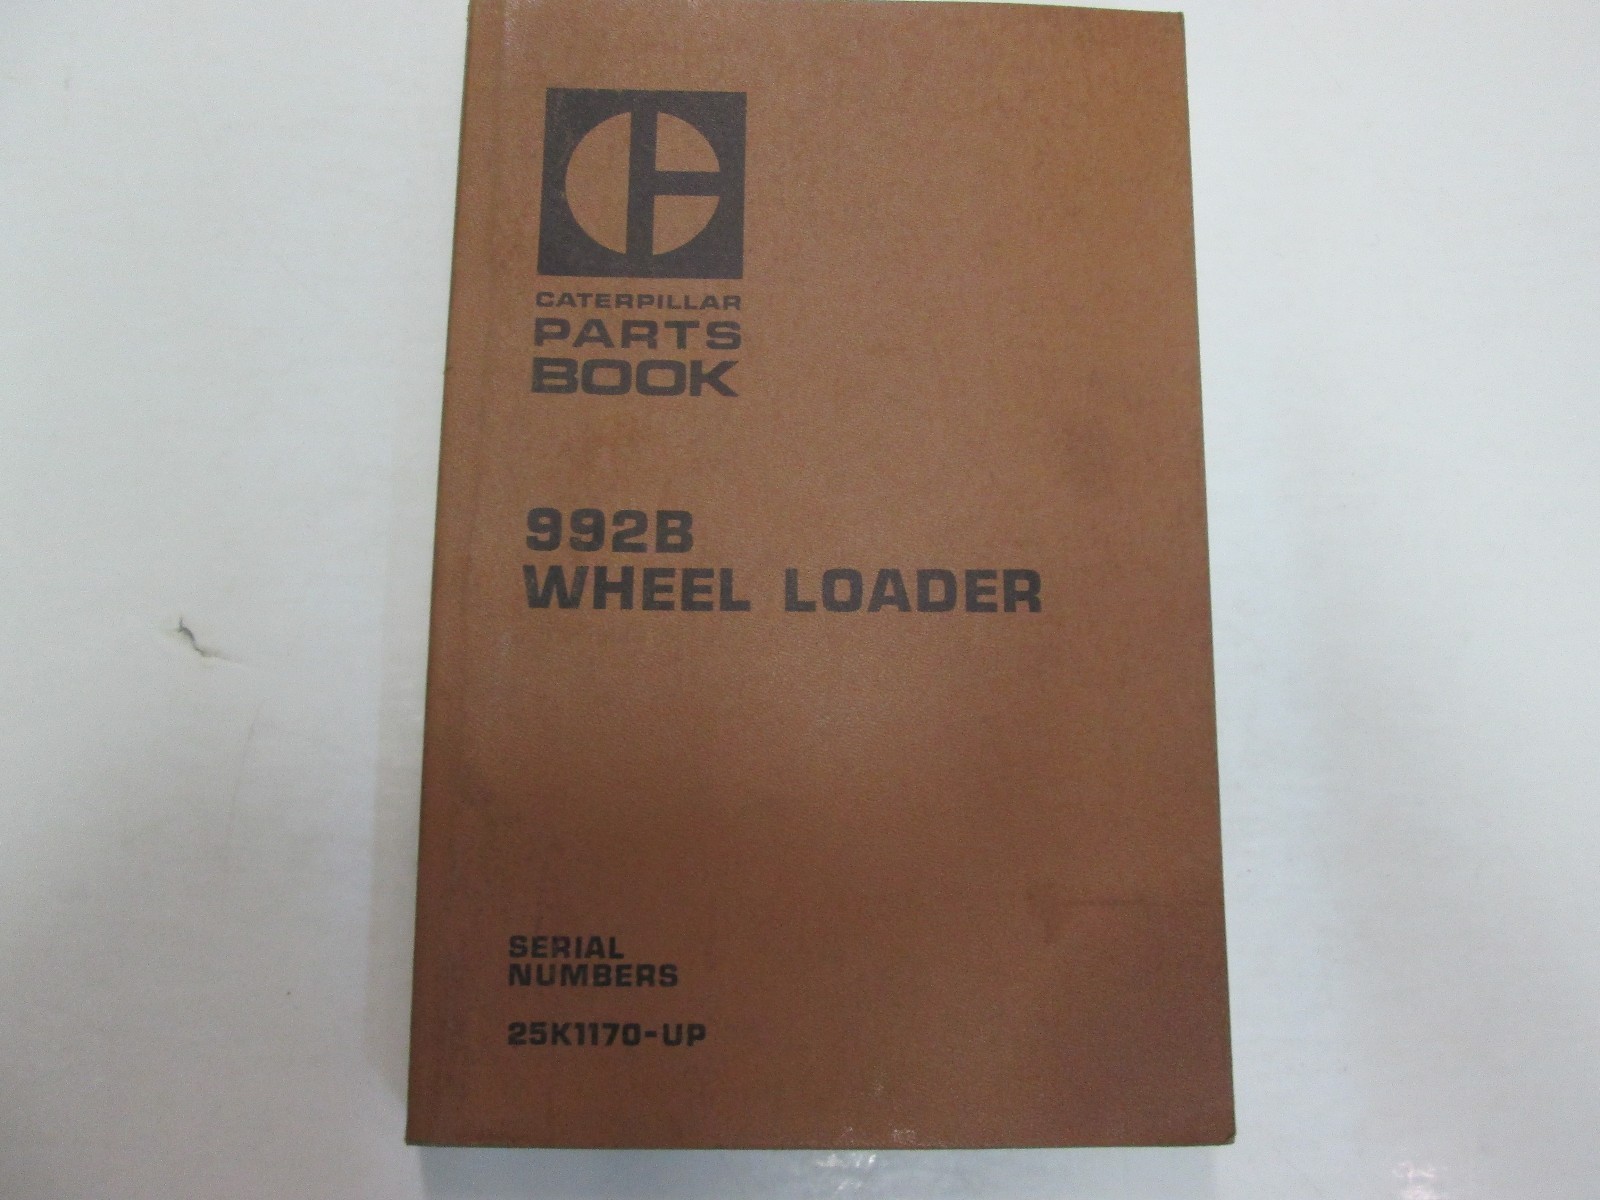 CATERPILLAR
PARTS
BOOK
992B
WHEEL LOADER
SERIAL
NUMBERS
25K1170-UP